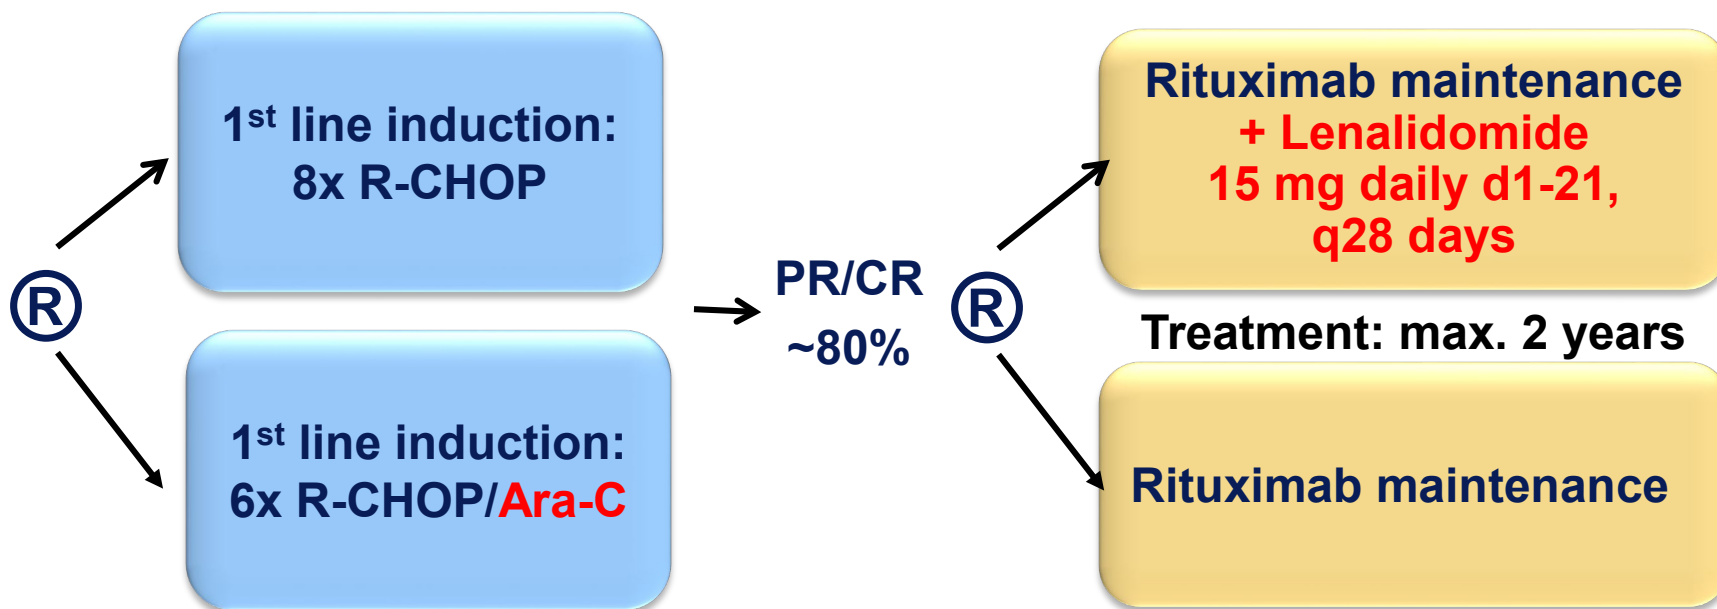 1st line induction:
8x R-CHOP
®
1st line induction:
6x R-CHOP/Ara-C
PR/CR
~80%
®
Rituximab maintenance
+ Lenalidomide
15 mg daily d1-21,
q28 days
Treatment: max. 2 years
Rituximab maintenance